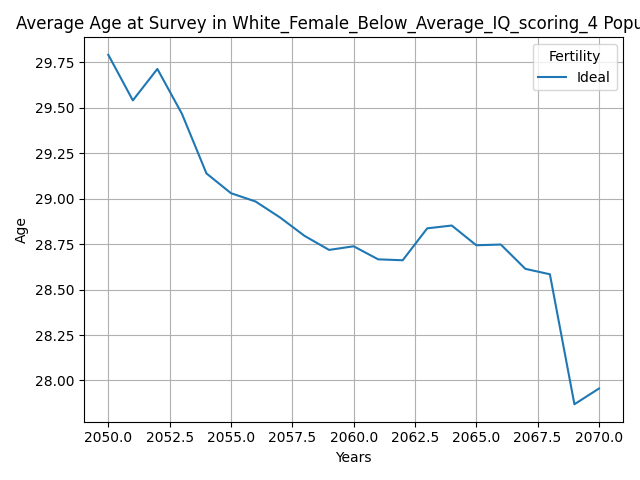 Average Age at Survey in White_Female_Below_Average_IQ_scoring_4 Popu
Fertility
Ideal
29.75
29.50
29.25
29.00
28.75
28.50
28.25
28.00
Age
2050.0 2052.5 2055.0 2057.5 2060.0 2062.5 2065.0 2067.5 2070.0
Years